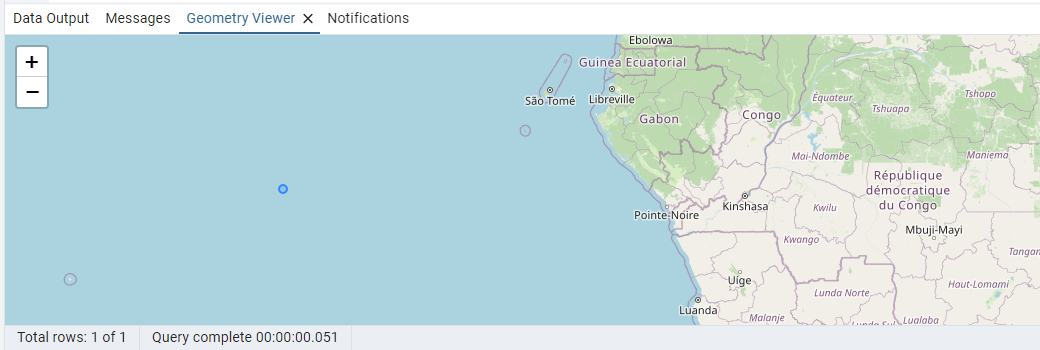 Data Output Messages Geometry Viewer Notifications
+
−
Ebolowa
Guinea Ecuatorial
São Tomé
Libreville
Gabon
Congo
Équateur
Tshuapa
Tshopo
Mai-Ndombe
Maniema
République
démocratique
du Congo
Kinshasa
Pointe-Noire
Kwilu
Mbuji-Mayi
Kwango
Tangan
Uíge
Lunda Norte
Haut-Lomami
Luanda
Malanje
Lunda Sul
Lualaba
Total rows: 1 of 1 Query complete 00:00:00.051